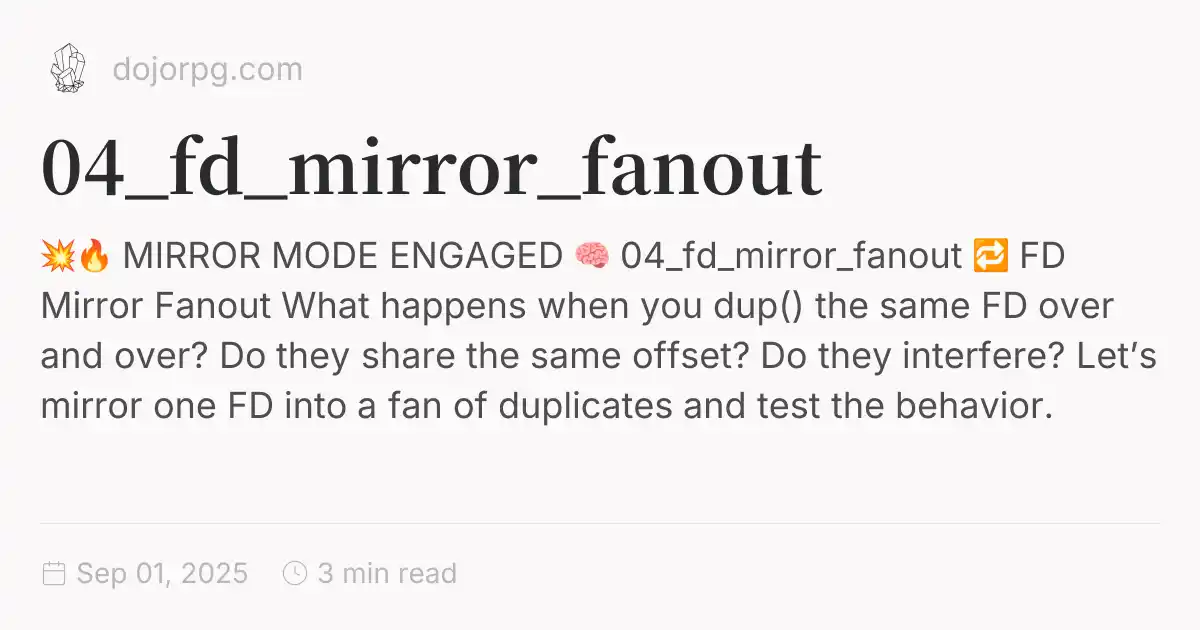 dojorpg.com
04_fd_mirror_fanout
💥🔥 MIRROR MODE ENGAGED 🧠 04_fd_mirror_fanout 🔁 FD
Mirror Fanout What happens when you dup() the same FD over
and over? Do they share the same offset? Do they interfere? Let’s
mirror one FD into a fan of duplicates and test the behavior.
Sep 01, 2025 3 min read